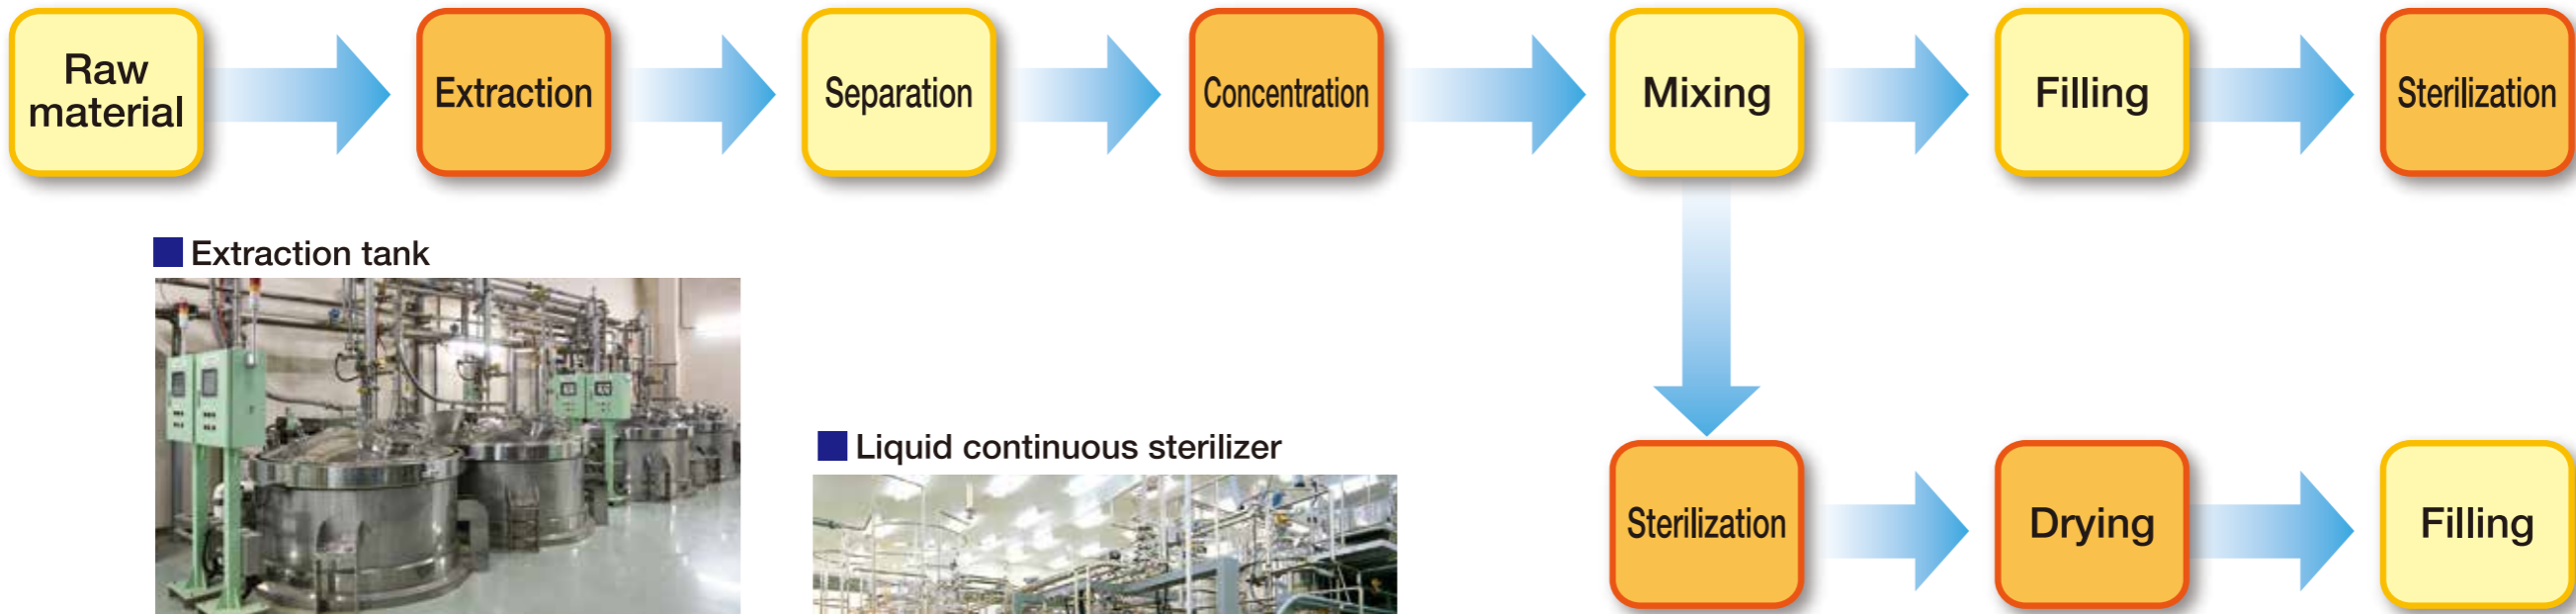 Raw
material
Extraction
Separation
Concentration
Mixing
Filling
Sterilization
Extraction tank
Liquid continuous sterilizer
Sterilization
Drying
Filling